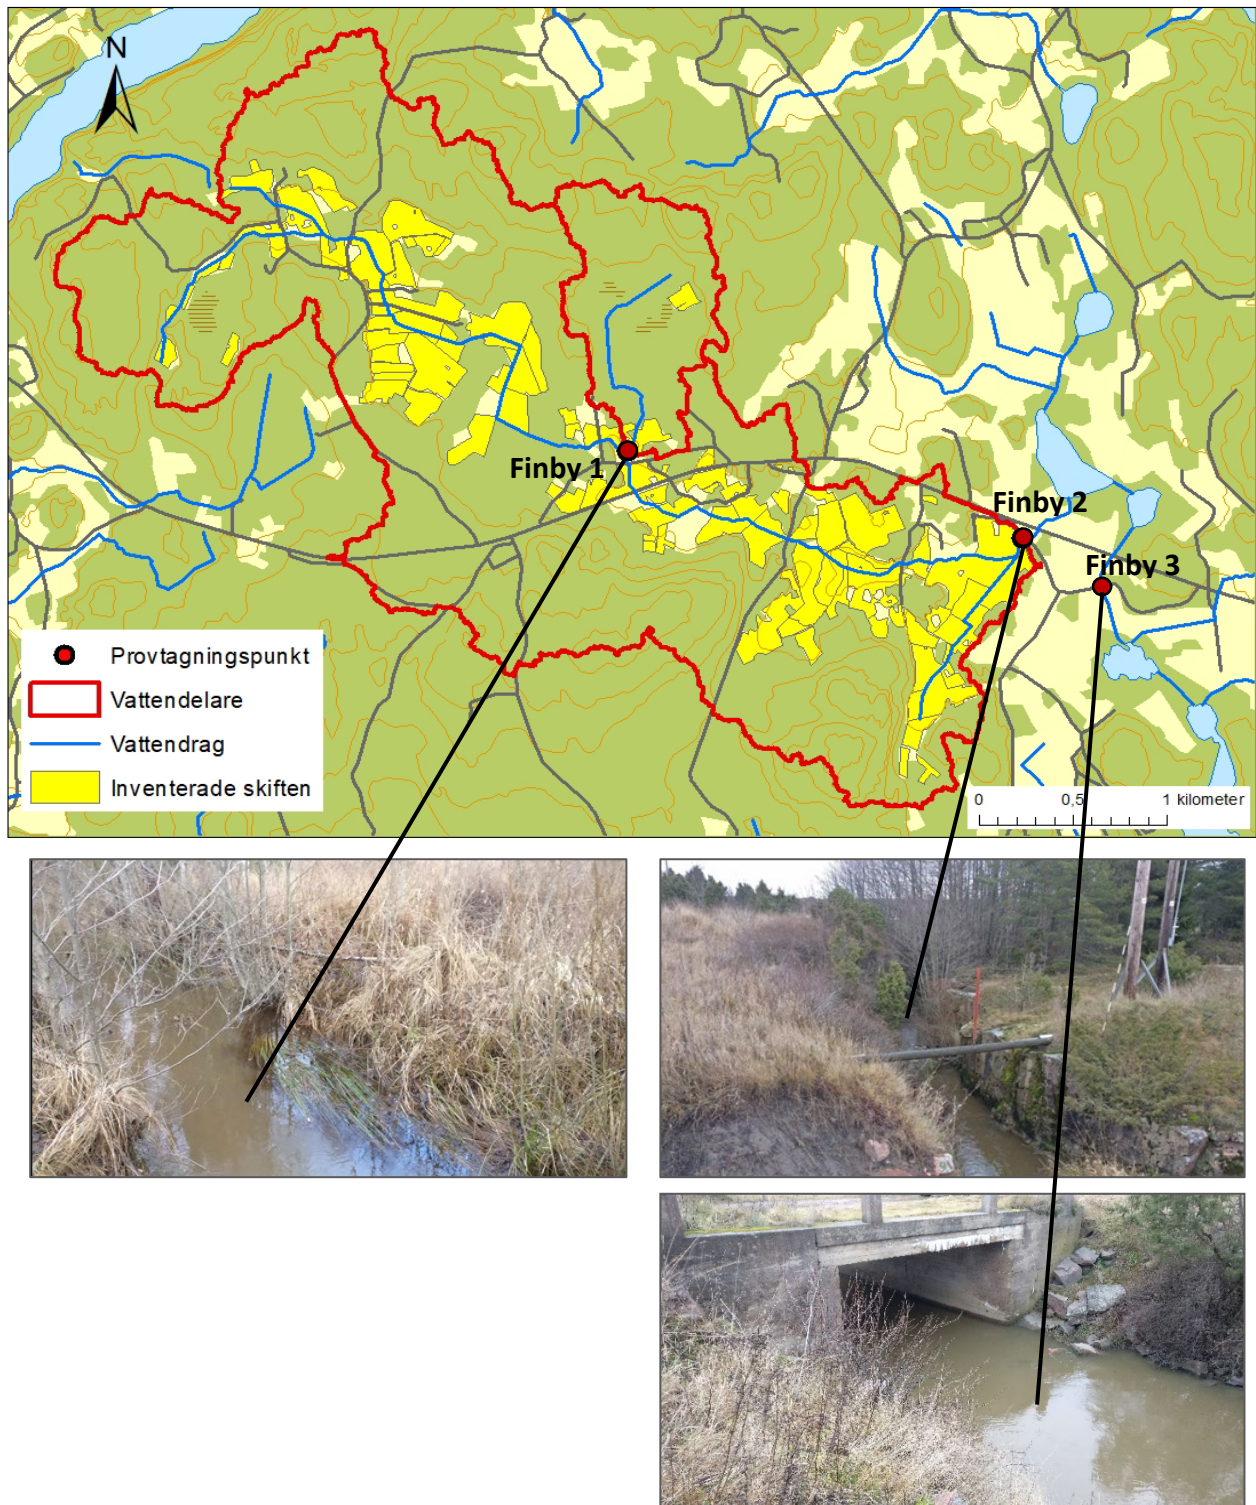 N
Finby 1
Finby 2
Finby 3
Provtagningspunkt
Vattendelare
Vattendrag
Inventerade skiften
0 0,5 1 kilometer